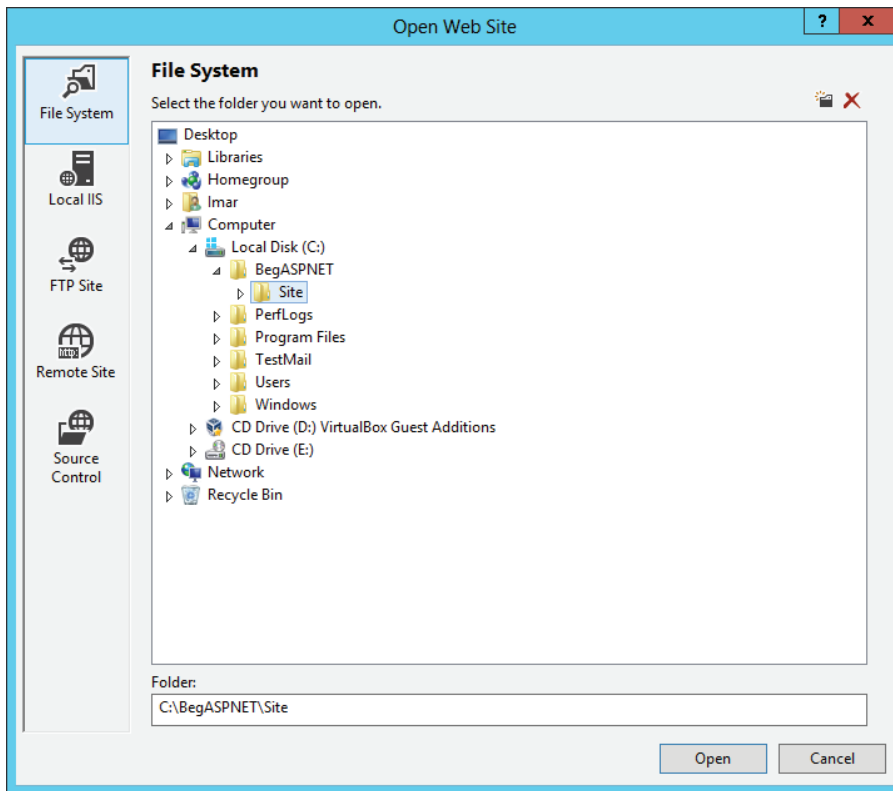 Open Web Site
?
x
File System
Local IIS
FTP Site
http
Remote Site
Source
Control
File System
Select the folder you want to open.
Desktop
Libraries
Homegroup
Imar
Computer
Local Disk (C:)
BegASPNET
Site
PerfLogs
Program Files
TestMail
Users
Windows
CD Drive (D:) VirtualBox Guest Additions
CD Drive (E:)
Network
Recycle Bin
Folder:
C:\BegASPNET\Site
Open
Cancel